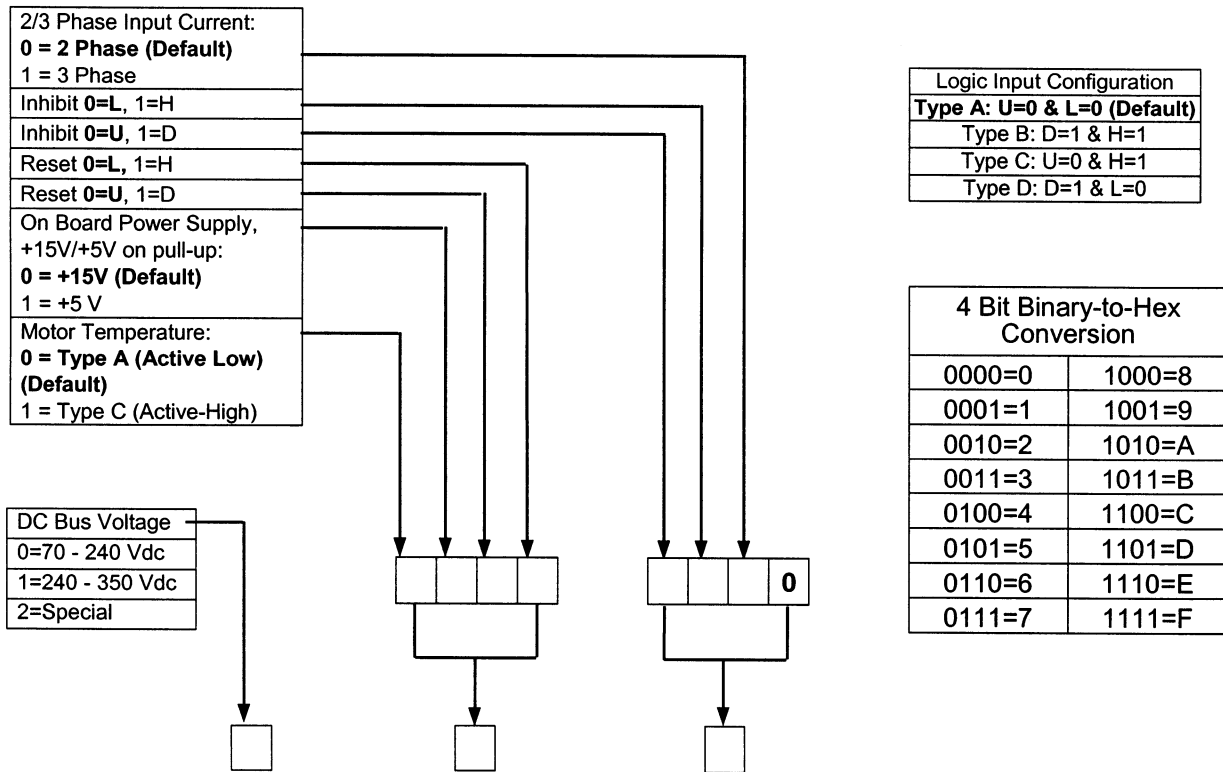 2/3 Phase Input Current:
0 = 2 Phase (Default)
1 = 3 Phase
Inhibit 0=L, 1=H
Inhibit 0=U, 1=D
Reset 0=L, 1=H
Reset 0=U, 1=D
On Board Power Supply,
+15V/+5V on pull-up:
0 = +15V (Default)
1 = +5 V
Motor Temperature:
0 = Type A (Active Low)
(Default)
1 = Type C (Active-High)
Logic Input Configuration
Type A: U=0 & L=0 (Default)
Type B: D=1 & H=1
Type C: U=0 & H=1
Type D: D=1 & L=0
4 Bit Binary-to-Hex
Conversion
0000=0 1000=8
0001=1 1001=9
0010=2 1010=A
0011=3 1011=B
0100=4 1100=C
0101=5 1101=D
0110=6 1110=E
0111=7 1111=F
DC Bus Voltage
0=70 - 240 Vdc
1=240 - 350 Vdc
2=Special
0